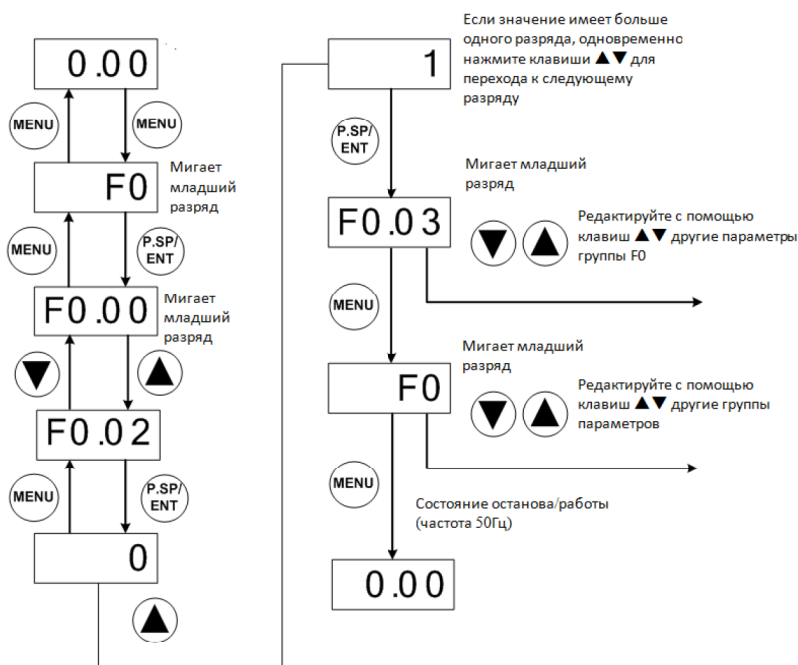 0.00
MENU
MENU
F0
Мигает
младший
разряд
MENU
P.SP/
ENT
F0.00
Мигает
младший
разряд
F0.02
MENU
P.SP/
ENT
0
1
Если значение имеет больше
одного разряда, одновременно
нажмите клавиши ▲▼ для
перехода к следующему
разряду
P.SP/
ENT
Мигает младший
разряд
F0.03
Редактируйте с помощью
клавиш ▲▼ другие параметры
группы F0
MENU
Мигает младший
разряд
F0
Редактируйте с помощью
клавиш ▲▼ другие группы
параметров
MENU
Состояние останова/работы
(частота 50Гц)
0.00